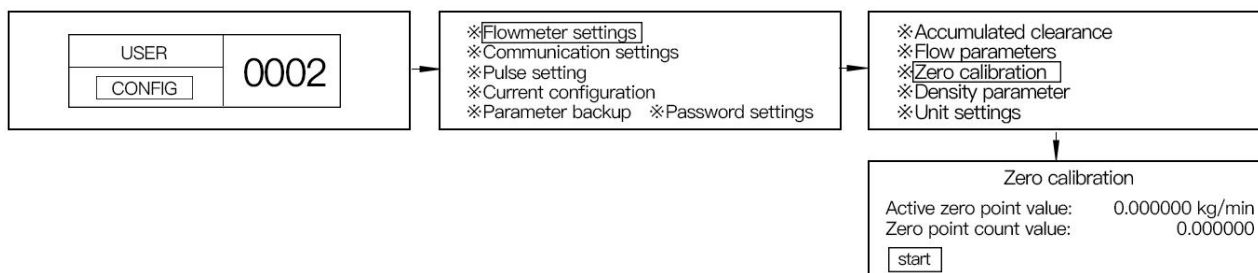 USER
CONFIG
0002
※Flowmeter settings
※Communication settings
※Pulse setting
※Current configuration
※Parameter backup ※Password settings
※Accumulated clearance
※Flow parameters
※Zero calibration
※Density parameter
※Unit settings
Zero calibration
Active zero point value: 0.000000 kg/min
Zero point count value: 0.000000
start